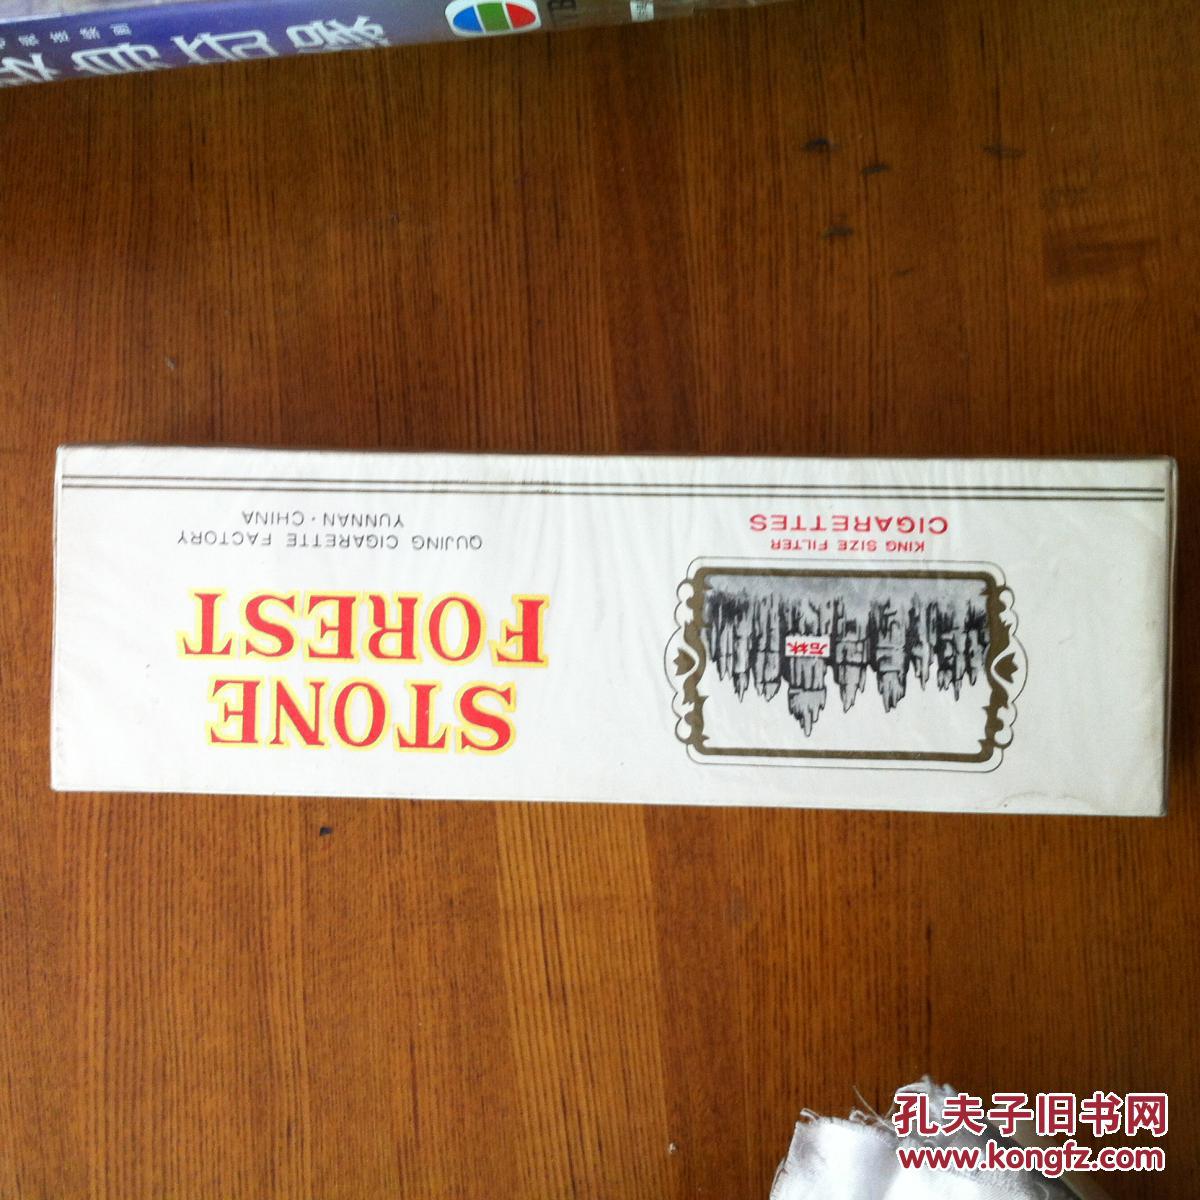 STONE
FOREST
QUJING CIGARETTE FACTORY
YUNNAN · CHINA
石林
KING SIZE FILTER
CIGARETTES
孔夫子旧书网
www.kongfz.com